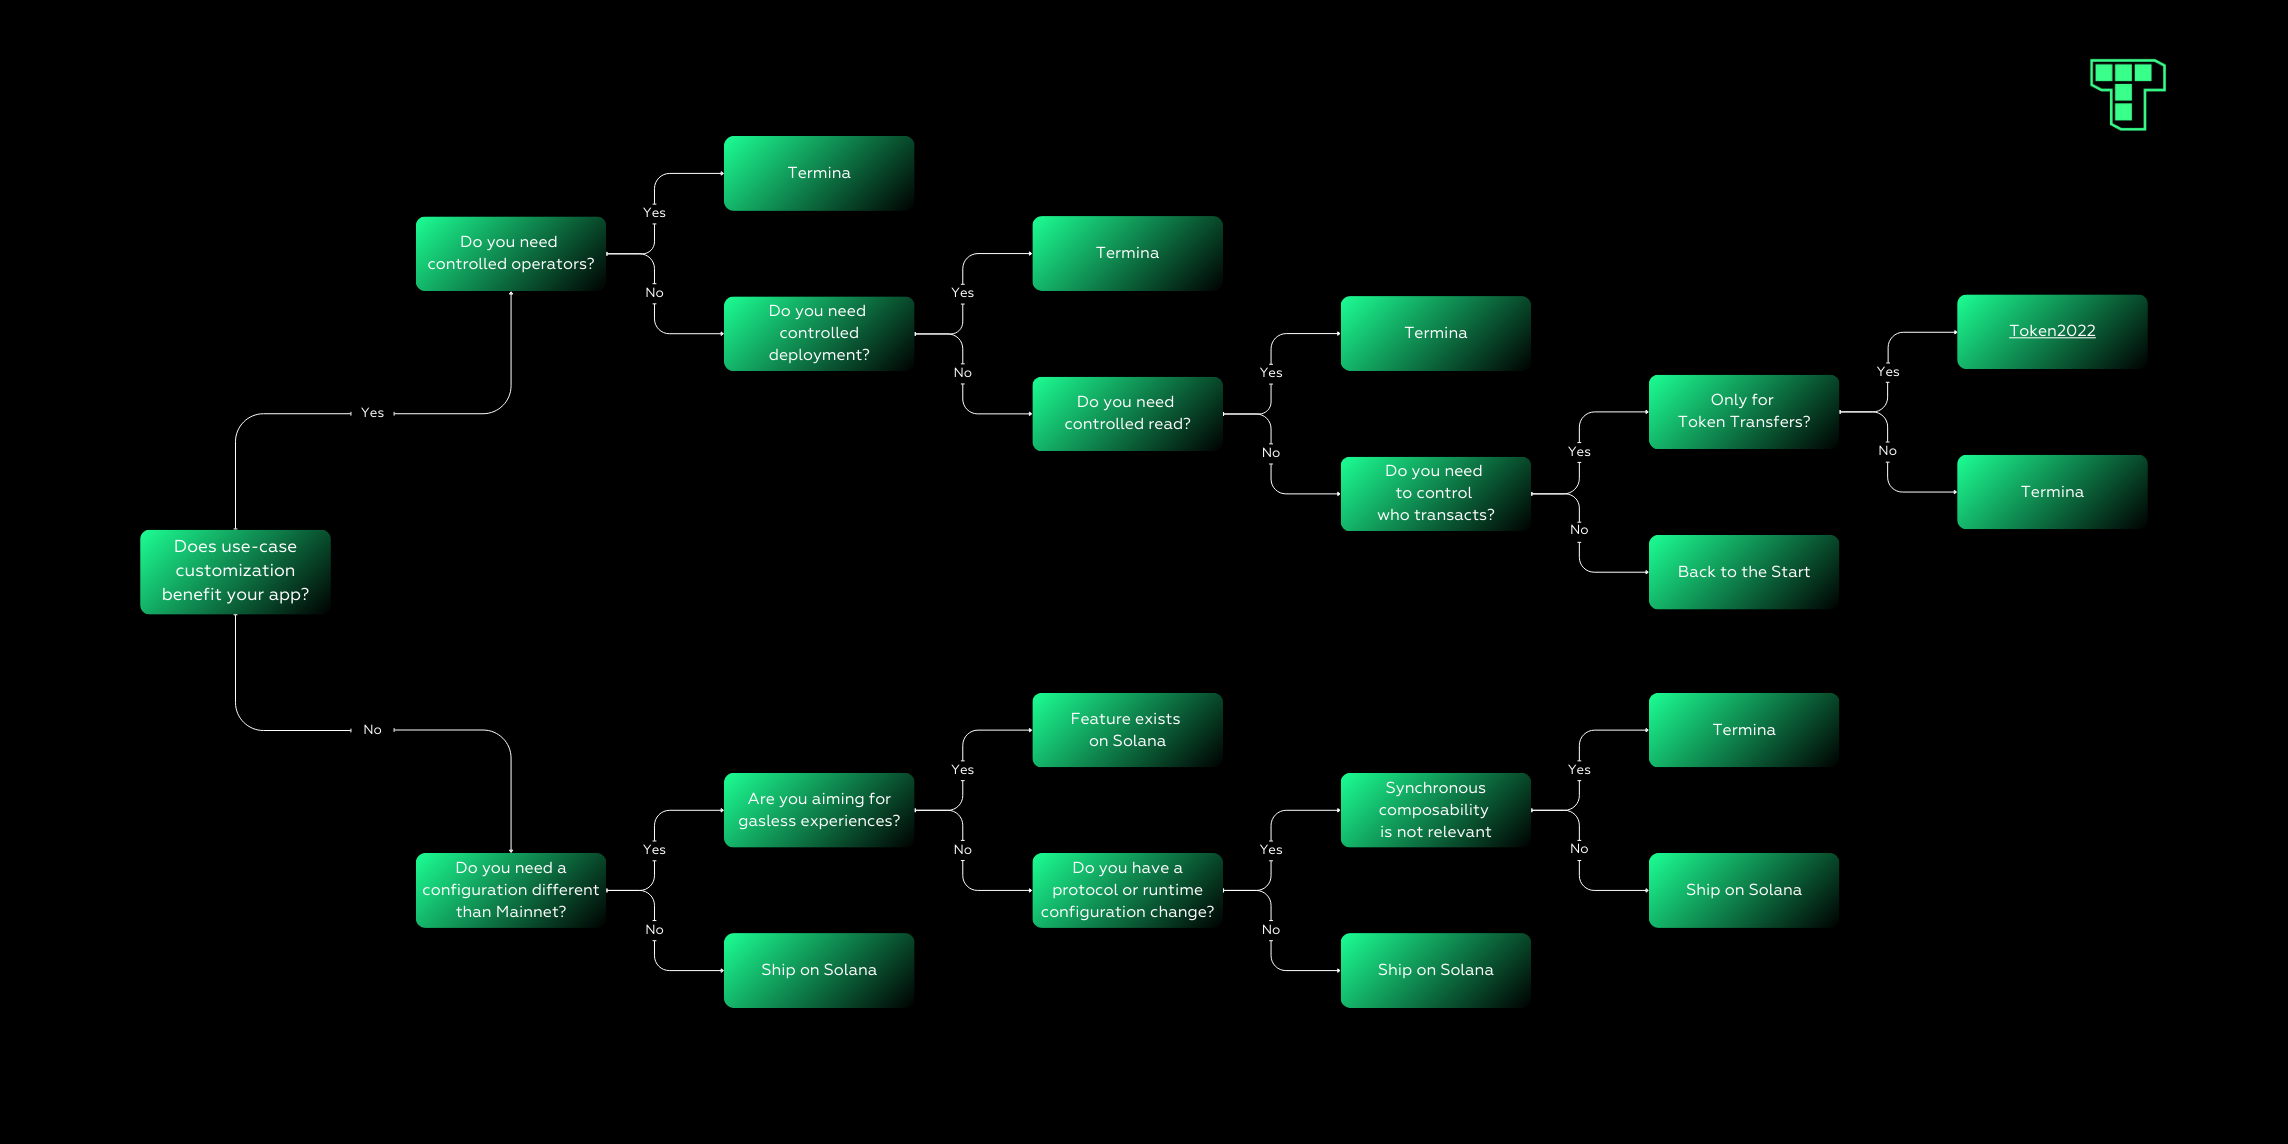 Termina
Yes
Do you need
controlled operators?
No
Termina
Yes
Do you need
controlled
deployment?
No
Termina
Yes
Do you need
controlled read?
No
Token2022
Yes
Only for
Token Transfers?
No
Termina
Yes
Do you need
to control
who transacts?
No
Back to the Start
Yes
Does use-case
customization
benefit your app?
No
Feature exists
on Solana
Yes
Are you aiming for
gasless experiences?
No
Termina
Yes
Synchronous
composability
is not relevant
No
Ship on Solana
Yes
Do you need a
configuration different
than Mainnet?
No
Ship on Solana
Yes
Do you have a
protocol or runtime
configuration change?
No
Ship on Solana